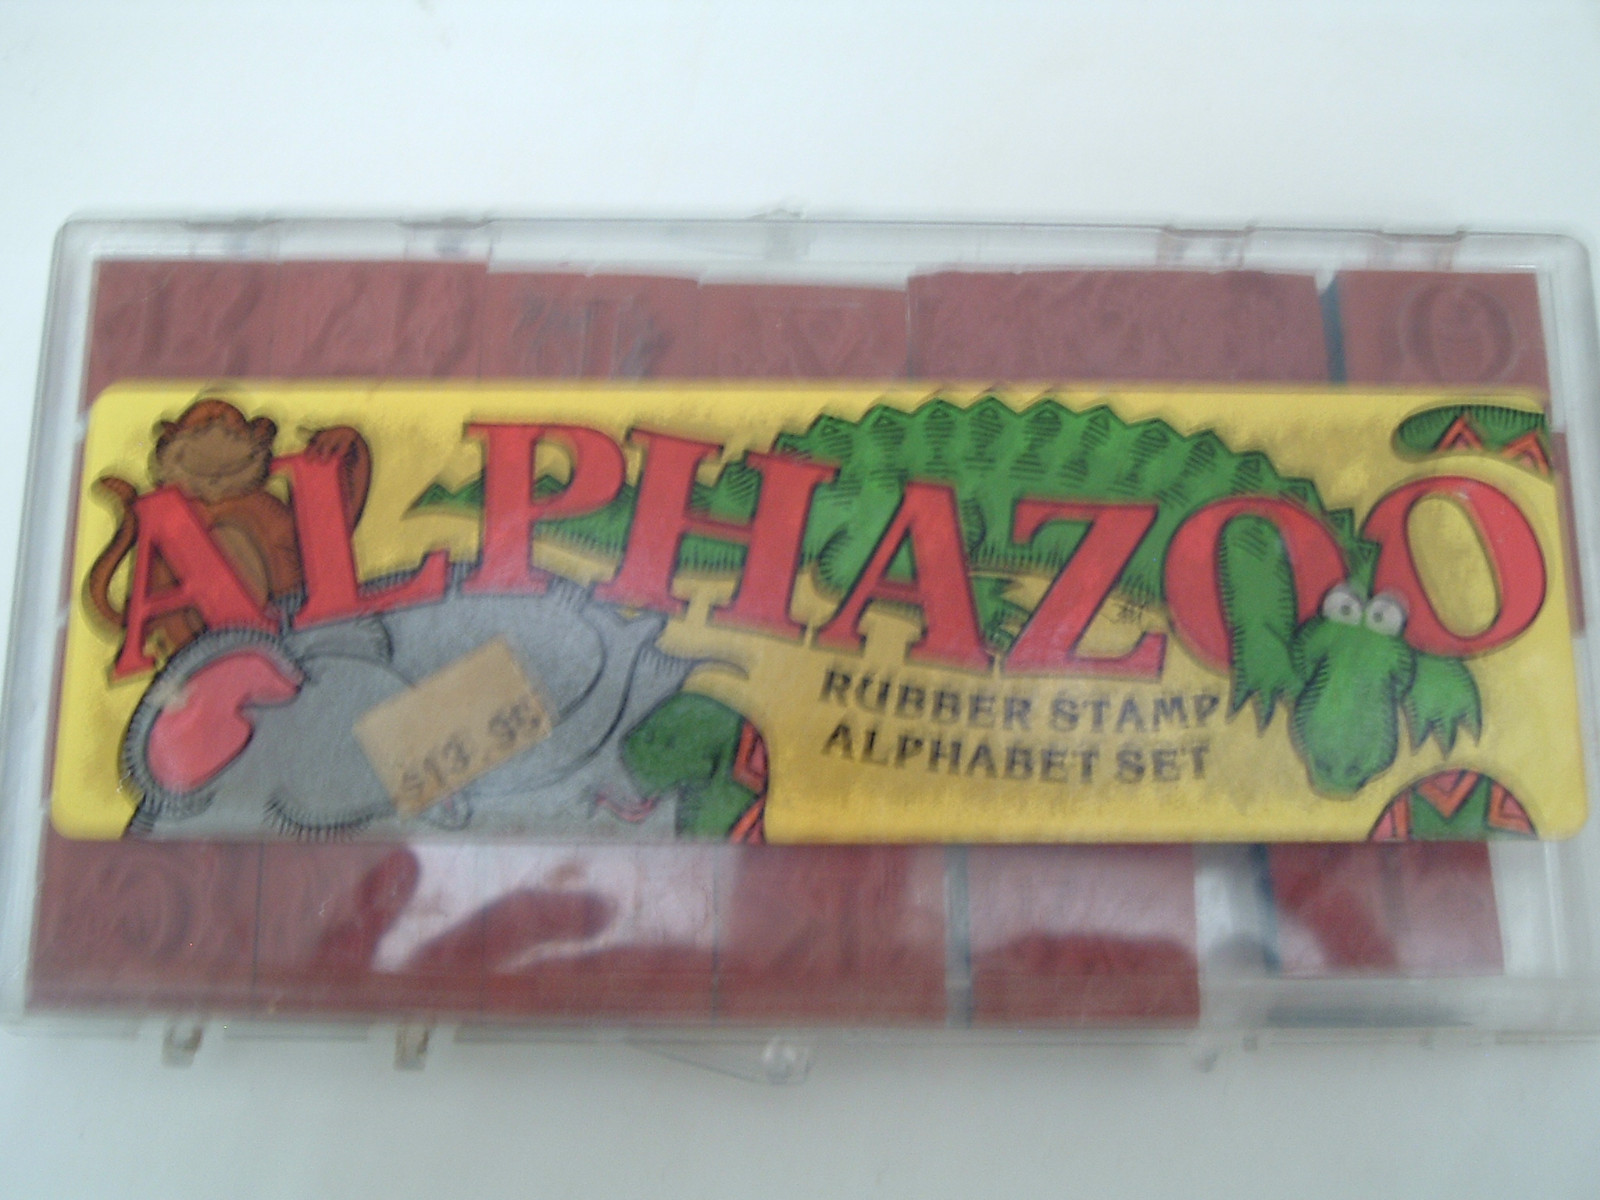 ALPHAZOO
RUBBER STAMP
ALPHABET SET
$13.95